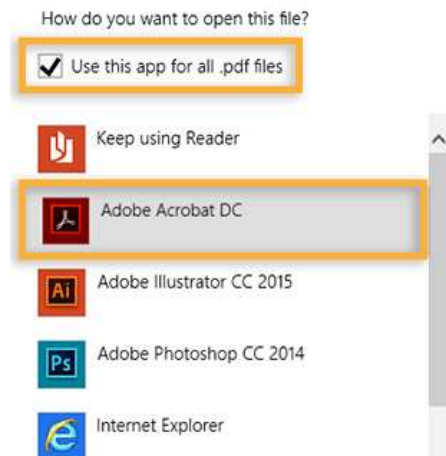 How do you want to open this file?
Use this app for all .pdf files
Keep using Reader
Adobe Acrobat DC
Ai
Adobe Illustrator CC 2015
Ps
Adobe Photoshop CC 2014
Internet Explorer